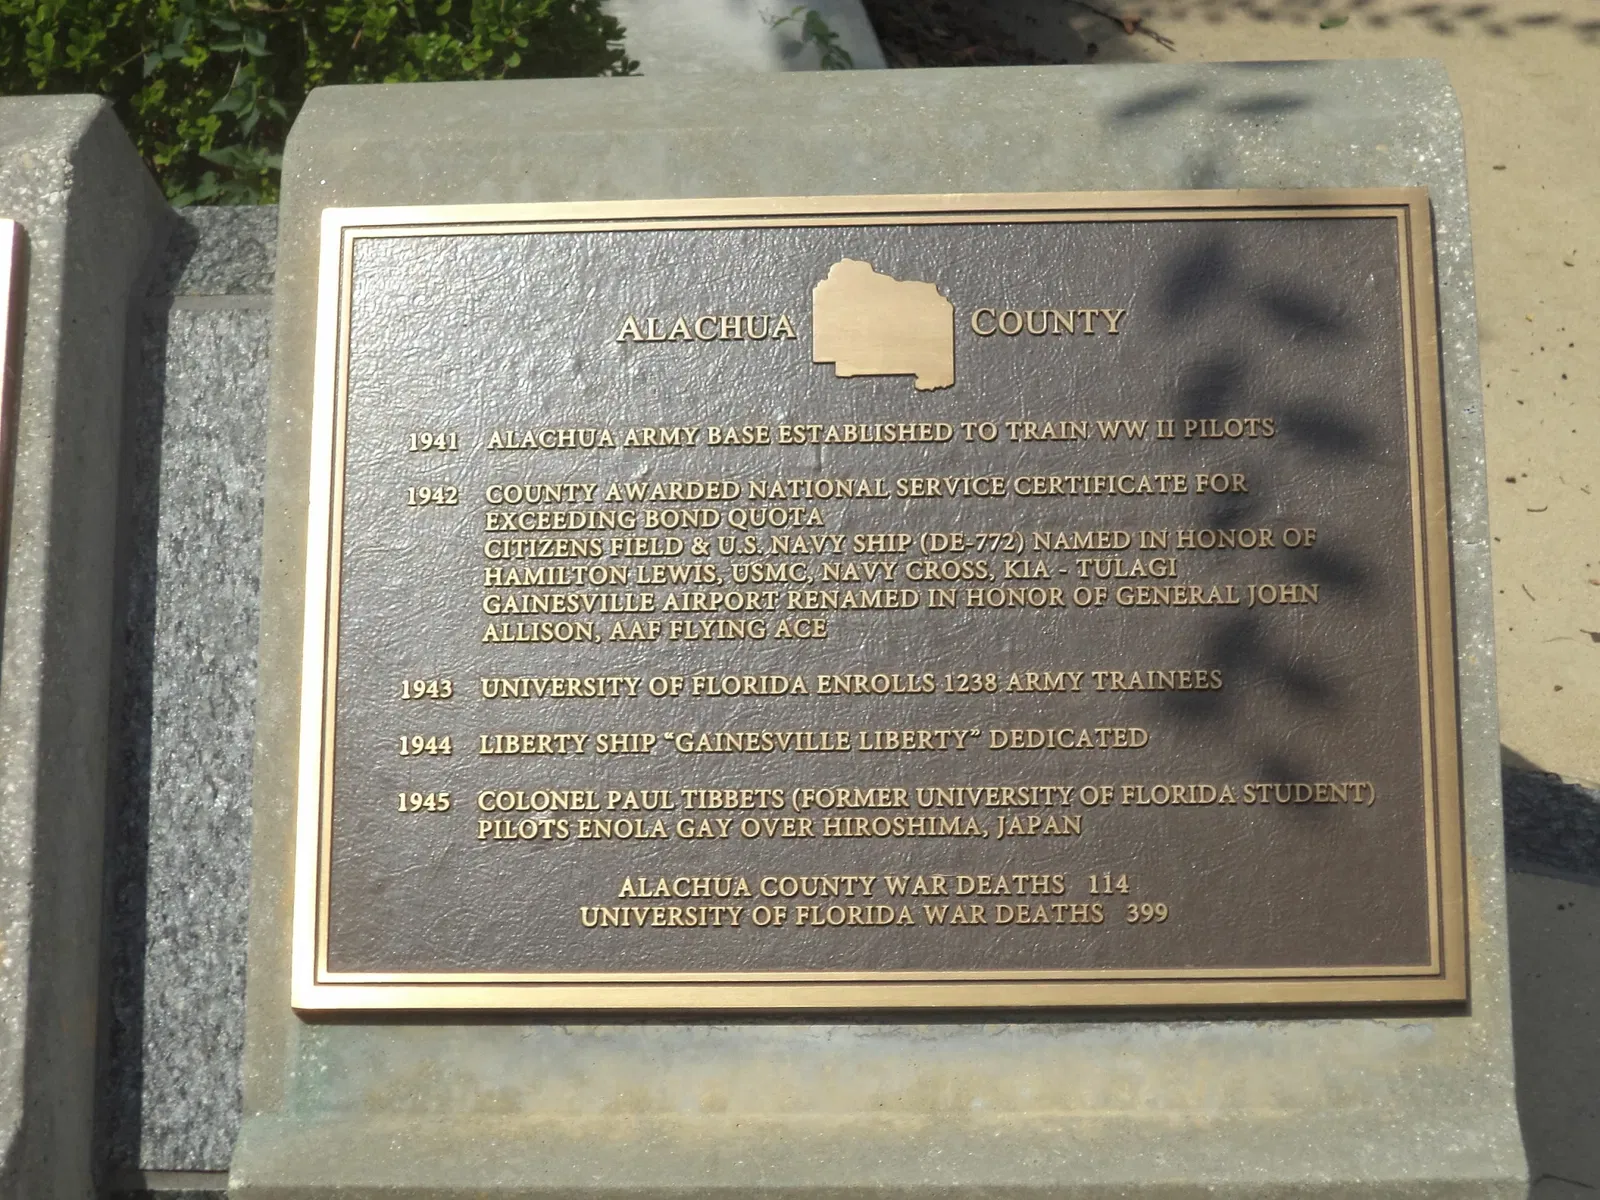 ALACHUA COUNTY
1941 ALACHUA ARMY BASE ESTABLISHED TO TRAIN WW II PILOTS
1942 COUNTY AWARDED NATIONAL SERVICE CERTIFICATE FOR
EXCEEDING BOND QUOTA
CITIZENS FIELD & U.S. NAVY SHIP (DE-772) NAMED IN HONOR OF
HAMILTON LEWIS, USMC, NAVY CROSS, KIA - TULAGI
GAINESVILLE AIRPORT RENAMED IN HONOR OF GENERAL JOHN
ALLISON, AAF FLYING ACE
1943 UNIVERSITY OF FLORIDA ENROLLS 1238 ARMY TRAINEES
1944 LIBERTY SHIP “GAINESVILLE LIBERTY” DEDICATED
1945 COLONEL PAUL TIBBETS (FORMER UNIVERSITY OF FLORIDA STUDENT)
PILOTS ENOLA GAY OVER HIROSHIMA, JAPAN
ALACHUA COUNTY WAR DEATHS 114
UNIVERSITY OF FLORIDA WAR DEATHS 399